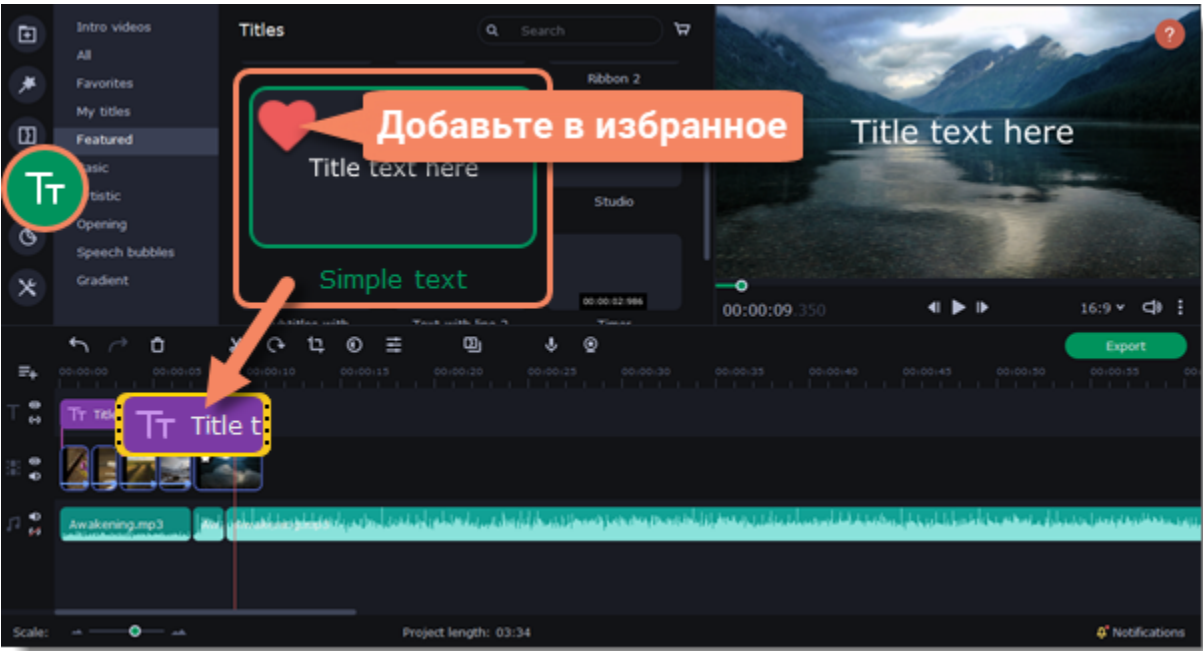 Intro videos
All
Favorites
My titles
Featured
Opening
Speech bubbles
Gradient
Titles
Search
Ribbon 2
Добавьте в избранное
Title text here
Simple text
Studio
00:00:02:986
Title text here
?
00:00:09.350
16:9
Export
00:00:00
00:00:05
00:00:10
00:00:15
00:00:20
00:00:25
00:00:30
00:00:35
00:00:40
00:00:45
00:00:50
00:00:55
Tт Title t
Awakening.mp3
Scale:
Project length: 03:34
Notifications